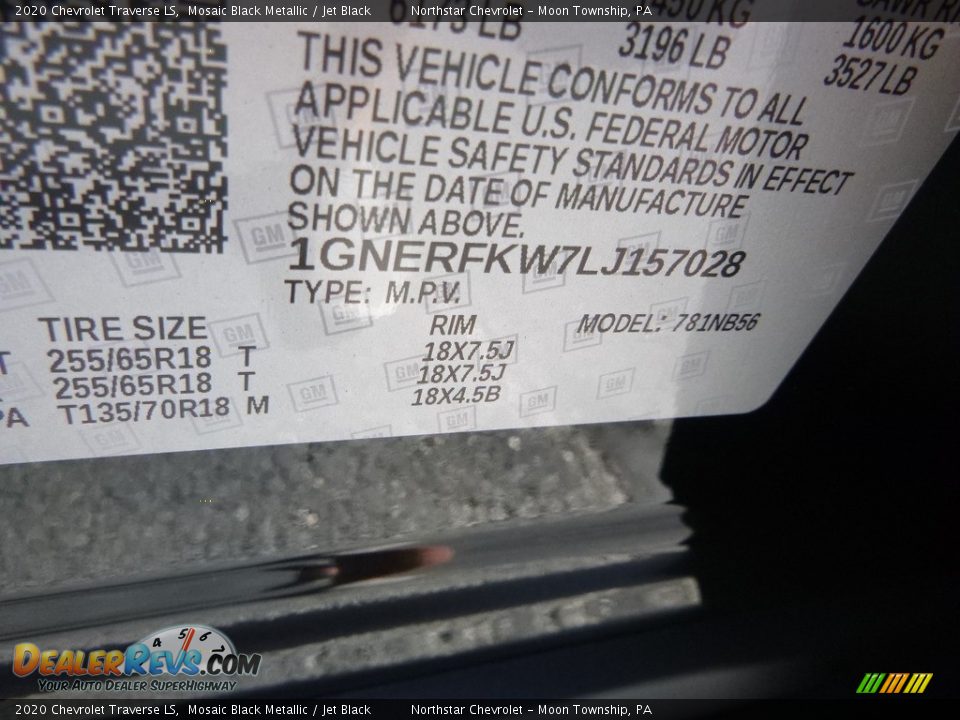 2020 Chevrolet Traverse LS, Mosaic Black Metallic / Jet Black Northstar Chevrolet - Moon Township, PA
3196 LB
1600 KG
3527 LB
THIS VEHICLE CONFORMS TO ALL
APPLICABLE U.S. FEDERAL MOTOR
VEHICLE SAFETY STANDARDS IN EFFECT
ON THE DATE OF MANUFACTURE
SHOWN ABOVE.
1GNERFKW7LJ157028
TYPE: M.P.V.
TIRE SIZE RIM MODEL: 781NB56
255/65R18 T 18X7.5J
255/65R18 T 18X7.5J
T135/70R18 M 18X4.5B
GM
4 5 6
DEALERREVS.COM
YOUR AUTO DEALER SUPERHIGHWAY
2020 Chevrolet Traverse LS, Mosaic Black Metallic / Jet Black Northstar Chevrolet - Moon Township, PA